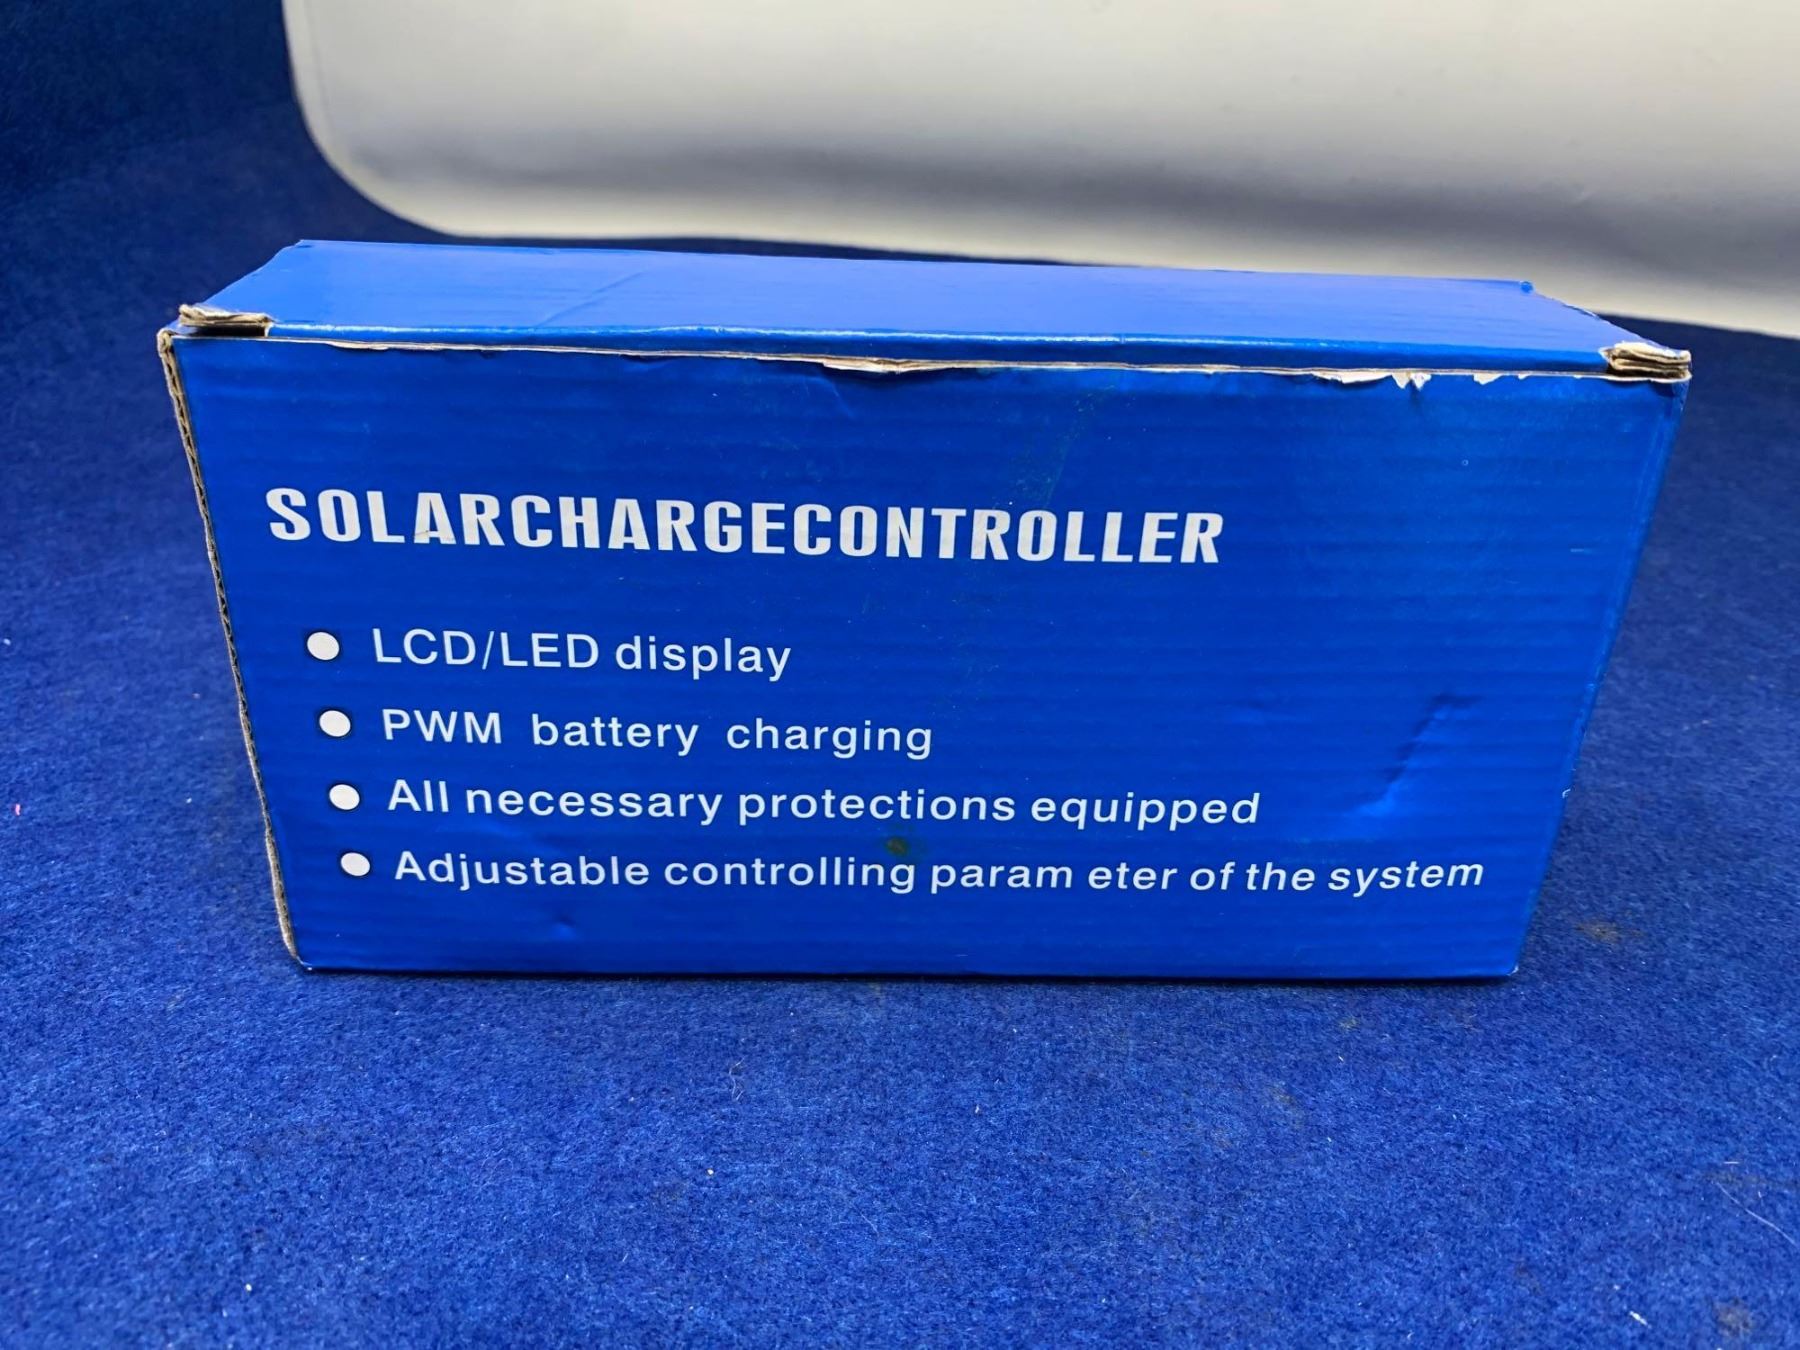 SOLARCHARGECONTROLLER
LCD/LED display
PWM battery charging
All necessary protections equipped
Adjustable controlling param eter of the system